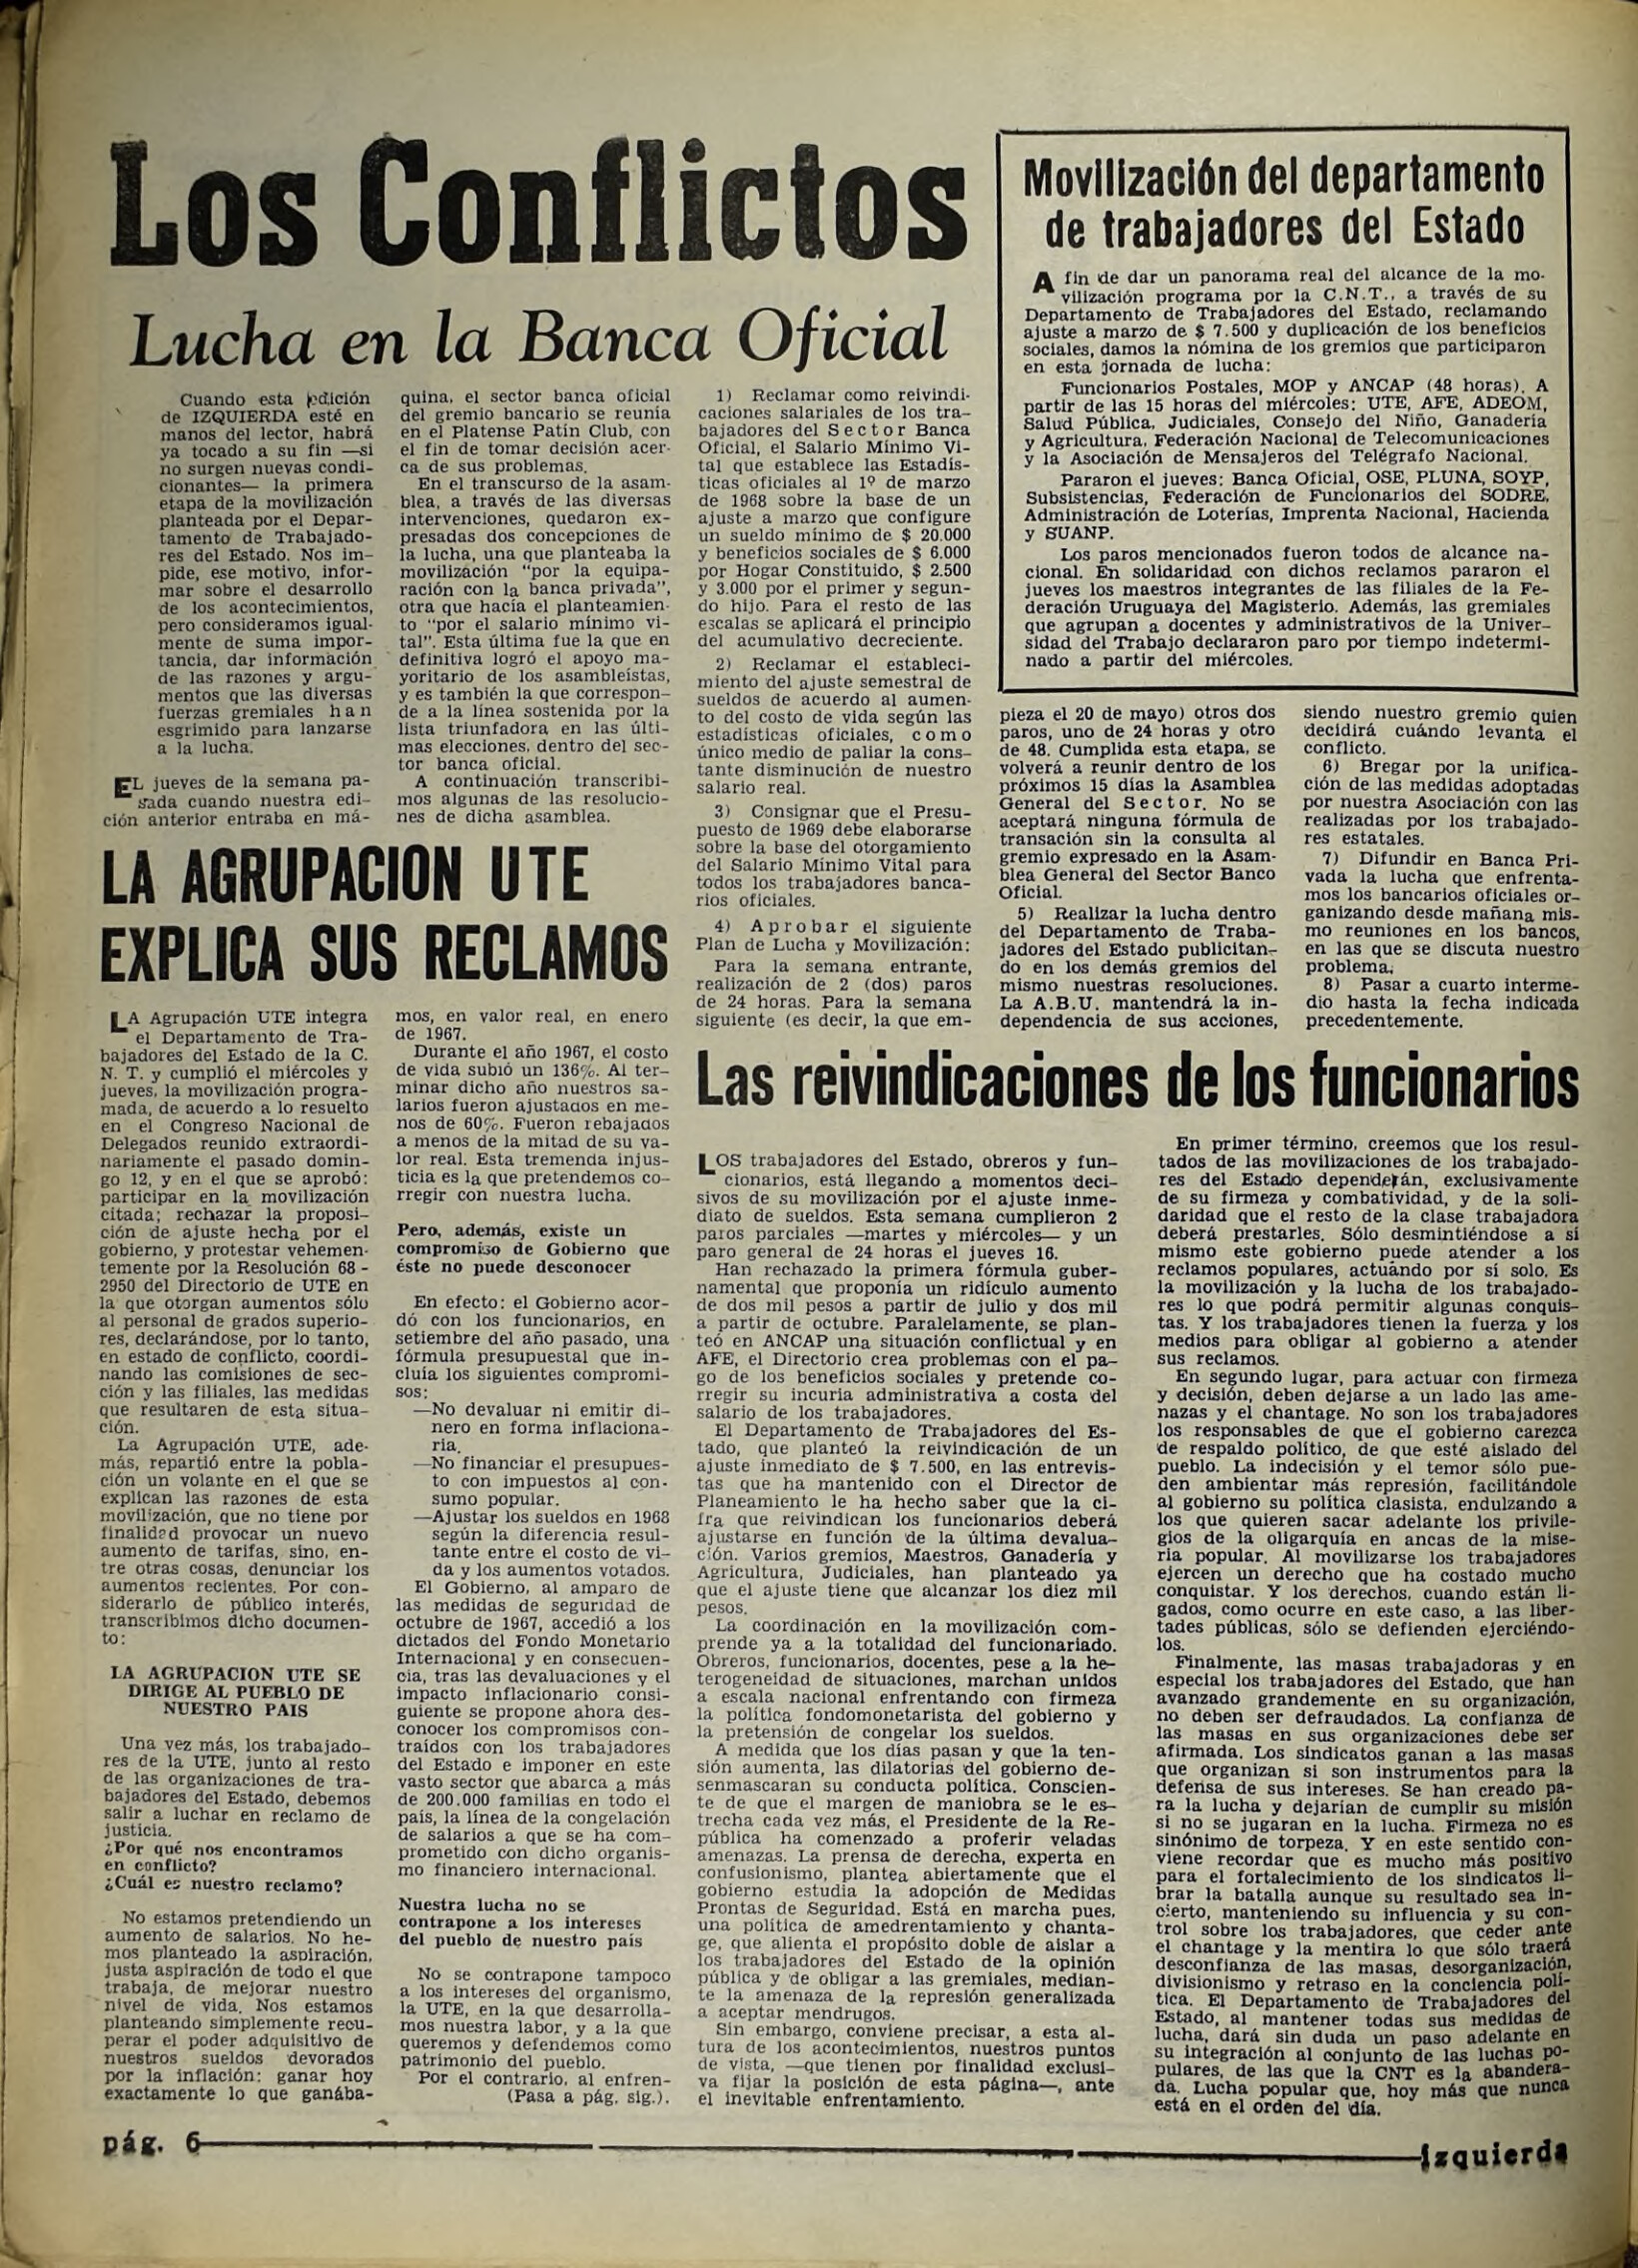 Los Conflictos
Lucha en la Banca Oficial
Cuando esta edición
de IZQUIERDA esté en
manos del lector, habrá
ya tocado a su fin —si
no surgen nuevas condi-
cionantes— la primera
etapa de la movilización
planteada por el Depar-
tamento de Trabajado-
res del Estado. Nos im-
pide, ese motivo, infor-
mar sobre el desarrollo
de los acontecimientos,
pero consideramos igual-
mente de suma impor-
tancia, dar información
de las razones y argu-
mentos que las diversas
fuerzas gremiales han
esgrimido para lanzarse
a la lucha.
EL jueves de la semana pa-
sada cuando nuestra edi-
ción anterior entraba en má-
quina, el sector banca oficial
del gremio bancario se reunía
en el Platense Patín Club, con
el fin de tomar decisión acer-
ca de sus problemas.
En el transcurso de la asam-
blea, a través de las diversas
intervenciones, quedaron ex-
presadas dos concepciones de
la lucha, una que planteaba la
movilización "por la equipa-
ración con la banca privada",
otra que hacía el planteamien-
to "por el salario mínimo vi-
tal". Esta última fue la que en
definitiva logró el apoyo ma-
yoritario de los asambleístas,
y es también la que correspon-
de a la línea sostenida por la
lista triunfadora en las últi-
mas elecciones, dentro del sec-
tor banca oficial.
A continuación transcribi-
mos algunas de las resolucio-
nes de dicha asamblea.
1) Reclamar como reivindi-
caciones salariales de los tra-
bajadores del Sector Banca
Oficial, el Salario Mínimo Vi-
tal que establece las Estadís-
ticas oficiales al 1º de marzo
de 1968 sobre la base de un
ajuste a marzo que configure
un sueldo mínimo de $ 20.000
y beneficios sociales de $ 6.000
por Hogar Constituido, $ 2.500
y 3.000 por el primer y segun-
do hijo. Para el resto de las
escalas se aplicará el principio
del acumulativo decreciente.
2) Reclamar el estableci-
miento del ajuste semestral de
sueldos de acuerdo al aumen-
to del costo de vida según las
estadísticas oficiales, como
único medio de paliar la cons-
tante disminución de nuestro
salario real.
3) Consignar que el Presu-
puesto de 1969 debe elaborarse
sobre la base del otorgamiento
del Salario Mínimo Vital para
todos los trabajadores banca-
rios oficiales.
4) Aprobar el siguiente
Plan de Lucha y Movilización:
Para la semana entrante,
realización de 2 (dos) paros
de 24 horas. Para la semana
siguiente (es decir, la que em-
pieza el 20 de mayo) otros dos
paros, uno de 24 horas y otro
de 48. Cumplida esta etapa, se
volverá a reunir dentro de los
próximos 15 días la Asamblea
General del Sector. No se
aceptará ninguna fórmula de
transación sin la consulta al
gremio expresado en la Asam-
blea General del Sector Banco
Oficial.
5) Realizar la lucha dentro
del Departamento de Traba-
jadores del Estado publicitan-
do en los demás gremios del
mismo nuestras resoluciones.
La A.B.U. mantendrá la in-
dependencia de sus acciones,
siendo nuestro gremio quien
decidirá cuándo levanta el
conflicto.
6) Bregar por la unifica-
ción de las medidas adoptadas
por nuestra Asociación con las
realizadas por los trabajado-
res estatales.
7) Difundir en Banca Pri-
vada la lucha que enfrenta-
mos los bancarios oficiales or-
ganizando desde mañana mis-
mo reuniones en los bancos,
en las que se discuta nuestro
problema.
8) Pasar a cuarto interme-
dio hasta la fecha indicada
precedentemente.
Movilización del departamento
de trabajadores del Estado
A fin de dar un panorama real del alcance de la mo-
vilización programa por la C.N.T., a través de su
Departamento de Trabajadores del Estado, reclamando
ajuste a marzo de $ 7.500 y duplicación de los beneficios
sociales, damos la nómina de los gremios que participaron
en esta jornada de lucha:
Funcionarios Postales, MOP y ANCAP (48 horas). A
partir de las 15 horas del miércoles: UTE, AFE, ADEOM,
Salud Pública, Judiciales, Consejo del Niño, Ganadería
y Agricultura, Federación Nacional de Telecomunicaciones
y la Asociación de Mensajeros del Telégrafo Nacional.
Pararon el jueves: Banca Oficial, OSE, PLUNA, SOYP,
Subsistencias, Federación de Funcionarios del SODRE,
Administración de Loterías, Imprenta Nacional, Hacienda
y SUANP.
Los paros mencionados fueron todos de alcance na-
cional. En solidaridad con dichos reclamos pararon el
jueves los maestros integrantes de las filiales de la Fe-
deración Uruguaya del Magisterio. Además, las gremiales
que agrupan a docentes y administrativos de la Univer-
sidad del Trabajo declararon paro por tiempo indetermi-
nado a partir del miércoles.
LA AGRUPACION UTE
EXPLICA SUS RECLAMOS
LA Agrupación UTE integra
el Departamento de Tra-
bajadores del Estado de la C.
N. T. y cumplió el miércoles y
jueves, la movilización progra-
mada, de acuerdo a lo resuelto
en el Congreso Nacional de
Delegados reunido extraordi-
nariamente el pasado domin-
go 12, y en el que se aprobó:
participar en la movilización
citada; rechazar la proposi-
ción de ajuste hecha por el
gobierno, y protestar vehemen-
temente por la Resolución 68 -
2950 del Directorio de UTE en
la que otorgan aumentos sólo
al personal de grados superio-
res, declarándose, por lo tanto,
en estado de conflicto, coordi-
nando las comisiones de sec-
ción y las filiales, las medidas
que resultaren de esta situa-
ción.
La Agrupación UTE, ade-
más, repartió entre la pobla-
ción un volante en el que se
explican las razones de esta
movilización, que no tiene por
finalidad provocar un nuevo
aumento de tarifas, sino, en-
tre otras cosas, denunciar los
aumentos recientes. Por con-
siderarlo de público interés,
transcribimos dicho documen-
to:
LA AGRUPACION UTE SE
DIRIGE AL PUEBLO DE
NUESTRO PAIS
Una vez más, los trabajado-
res de la UTE, junto al resto
de las organizaciones de tra-
bajadores del Estado, debemos
salir a luchar en reclamo de
justicia.
¿Por qué nos encontramos
en conflicto?
¿Cuál es nuestro reclamo?
No estamos pretendiendo un
aumento de salarios. No he-
mos planteado la aspiración,
justa aspiración de todo el que
trabaja, de mejorar nuestro
nivel de vida. Nos estamos
planteando simplemente recu-
perar el poder adquisitivo de
nuestros sueldos devorados
por la inflación: ganar hoy
exactamente lo que ganába-
mos, en valor real, en enero
de 1967.
Durante el año 1967, el costo
de vida subió un 136%. Al ter-
minar dicho año nuestros sa-
larios fueron ajustados en me-
nos de 60%. Fueron rebajados
a menos de la mitad de su va-
lor real. Esta tremenda injus-
ticia es la que pretendemos co-
rregir con nuestra lucha.
Pero, además, existe un
compromiso de Gobierno que
éste no puede desconocer
En efecto: el Gobierno acor-
dó con los funcionarios, en
setiembre del año pasado, una
fórmula presupuestal que in-
cluía los siguientes compromi-
sos:
—No devaluar ni emitir di-
nero en forma inflaciona-
ria.
—No financiar el presupues-
to con impuestos al con-
sumo popular.
—Ajustar los sueldos en 1968
según la diferencia resul-
tante entre el costo de vi-
da y los aumentos votados.
El Gobierno, al amparo de
las medidas de seguridad de
octubre de 1967, accedió a los
dictados del Fondo Monetario
Internacional y en consecuen-
cia, tras las devaluaciones y el
impacto inflacionario consi-
guiente se propone ahora des-
conocer los compromisos con-
traídos con los trabajadores
del Estado e imponer en este
vasto sector que abarca a más
de 200.000 familias en todo el
país, la línea de la congelación
de salarios a que se ha com-
prometido con dicho organis-
mo financiero internacional.
Nuestra lucha no se
contrapone a los intereses
del pueblo de nuestro país
No se contrapone tampoco
a los intereses del organismo,
la UTE, en la que desarrolla-
mos nuestra labor, y a la que
queremos y defendemos como
patrimonio del pueblo.
Por el contrario, al enfren-
(Pasa a pág. sig.).
Las reivindicaciones de los funcionarios
LOS trabajadores del Estado, obreros y fun-
cionarios, está llegando a momentos deci-
sivos de su movilización por el ajuste inme-
diato de sueldos. Esta semana cumplieron 2
paros parciales —martes y miércoles— y un
paro general de 24 horas el jueves 16.
Han rechazado la primera fórmula guber-
namental que proponía un ridículo aumento
de dos mil pesos a partir de julio y dos mil
a partir de octubre. Paralelamente, se plan-
teó en ANCAP una situación conflictual y en
AFE, el Directorio crea problemas con el pa-
go de los beneficios sociales y pretende co-
rregir su incuria administrativa a costa del
salario de los trabajadores.
El Departamento de Trabajadores del Es-
tado, que planteó la reivindicación de un
ajuste inmediato de $ 7.500, en las entrevis-
tas que ha mantenido con el Director de
Planeamiento le ha hecho saber que la ci-
fra que reivindican los funcionarios deberá
ajustarse en función de la última devalua-
ción. Varios gremios, Maestros, Ganadería y
Agricultura, Judiciales, han planteado ya
que el ajuste tiene que alcanzar los diez mil
pesos.
La coordinación en la movilización com-
prende ya a la totalidad del funcionariado.
Obreros, funcionarios, docentes, pese a la he-
terogeneidad de situaciones, marchan unidos
a escala nacional enfrentando con firmeza
la política fondomonetarista del gobierno y
la pretensión de congelar los sueldos.
A medida que los días pasan y que la ten-
sión aumenta, las dilatorias del gobierno de-
senmascaran su conducta política. Conscien-
te de que el margen de maniobra se le es-
trecha cada vez más, el Presidente de la Re-
pública ha comenzado a proferir veladas
amenazas. La prensa de derecha, experta en
confusionismo, plantea abiertamente que el
gobierno estudia la adopción de Medidas
Prontas de Seguridad. Está en marcha pues,
una política de amedrentamiento y chanta-
ge, que alienta el propósito doble de aislar a
los trabajadores del Estado de la opinión
pública y de obligar a las gremiales, median-
te la amenaza de la represión generalizada
a aceptar mendrugos.
Sin embargo, conviene precisar, a esta al-
tura de los acontecimientos, nuestros puntos
de vista, —que tienen por finalidad exclusi-
va fijar la posición de esta página—, ante
el inevitable enfrentamiento.
En primer término, creemos que los resul-
tados de las movilizaciones de los trabajado-
res del Estado dependerán, exclusivamente
de su firmeza y combatividad, y de la soli-
daridad que el resto de la clase trabajadora
deberá prestarles. Sólo desmintiéndose a sí
mismo este gobierno puede atender a los
reclamos populares, actuando por sí solo. Es
la movilización y la lucha de los trabajado-
res lo que podrá permitir algunas conquis-
tas. Y los trabajadores tienen la fuerza y los
medios para obligar al gobierno a atender
sus reclamos.
En segundo lugar, para actuar con firmeza
y decisión, deben dejarse a un lado las ame-
nazas y el chantage. No son los trabajadores
los responsables de que el gobierno carezca
de respaldo político, de que esté aislado del
pueblo. La indecisión y el temor sólo pue-
den ambientar más represión, facilitándole
al gobierno su política clasista, endulzando a
los que quieren sacar adelante los privile-
gios de la oligarquía en ancas de la mise-
ria popular. Al movilizarse los trabajadores
ejercen un derecho que ha costado mucho
conquistar. Y los derechos, cuando están li-
gados, como ocurre en este caso, a las liber-
tades públicas, sólo se defienden ejerciéndo-
los.
Finalmente, las masas trabajadoras y en
especial los trabajadores del Estado, que han
avanzado grandemente en su organización,
no deben ser defraudados. La confianza de
las masas en sus organizaciones debe ser
afirmada. Los sindicatos ganan a las masas
que organizan si son instrumentos para la
defensa de sus intereses. Se han creado pa-
ra la lucha y dejarían de cumplir su misión
si no se jugaran en la lucha. Firmeza no es
sinónimo de torpeza. Y en este sentido con-
viene recordar que es mucho más positivo
para el fortalecimiento de los sindicatos li-
brar la batalla aunque su resultado sea in-
cierto, manteniendo su influencia y su con-
trol sobre los trabajadores, que ceder ante
el chantage y la mentira lo que sólo traerá
desconfianza de las masas, desorganización,
divisionismo y retraso en la conciencia polí-
tica. El Departamento de Trabajadores del
Estado, al mantener todas sus medidas de
lucha, dará sin duda un paso adelante en
su integración al conjunto de las luchas po-
pulares, de las que la CNT es la abandera-
da. Lucha popular que, hoy más que nunca
está en el orden del día.
pág. 6
izquierda